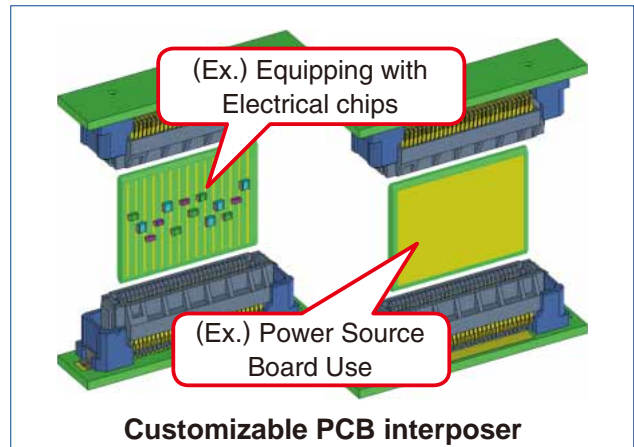 (Ex.) Equipping with
Electrical chips
(Ex.) Power Source
Board Use
Customizable PCB interposer